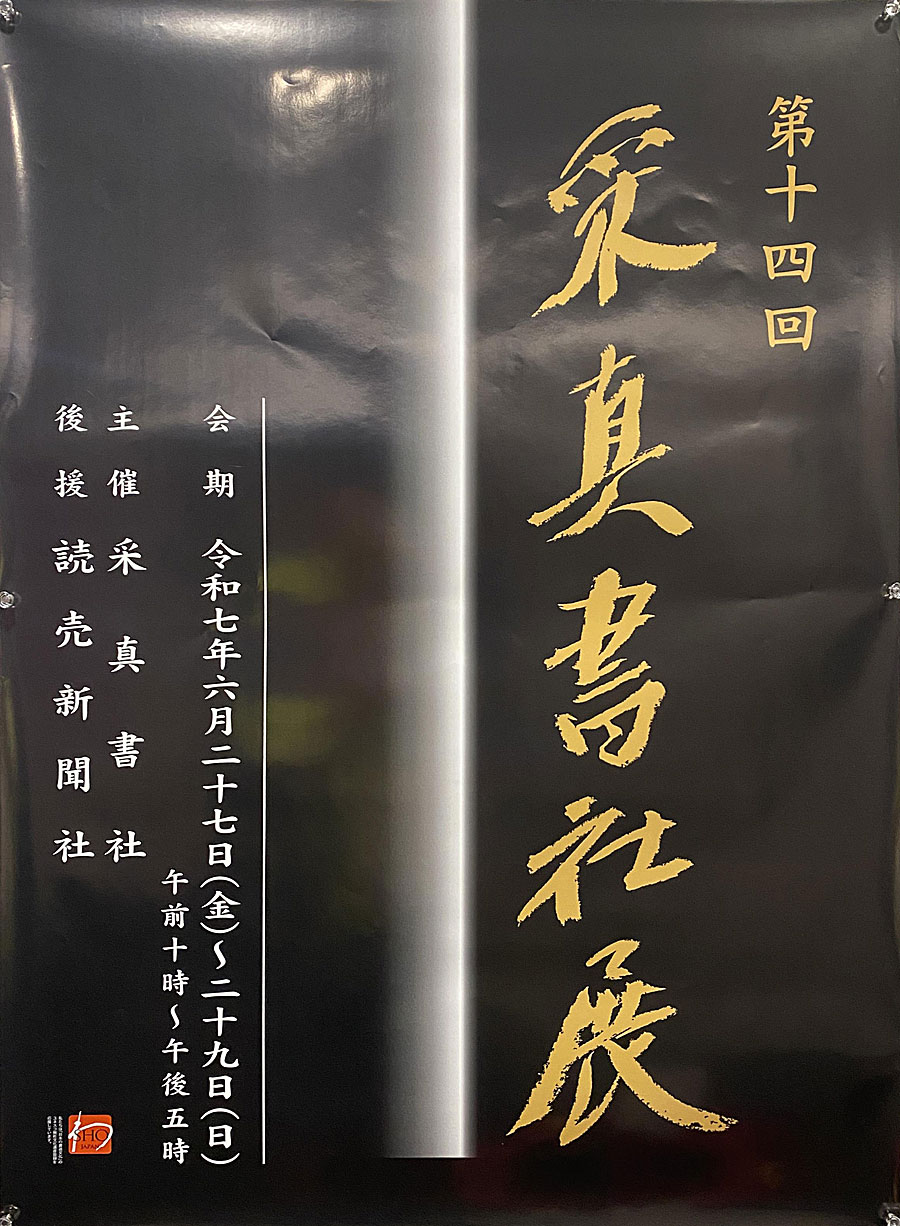 第十四回
采真書社展
会期 令和七年六月二十七日(金)〜二十九日(日)
午前十時〜午後五時
主催 采真書社
後援 読売新聞社
SHO
JAPAN